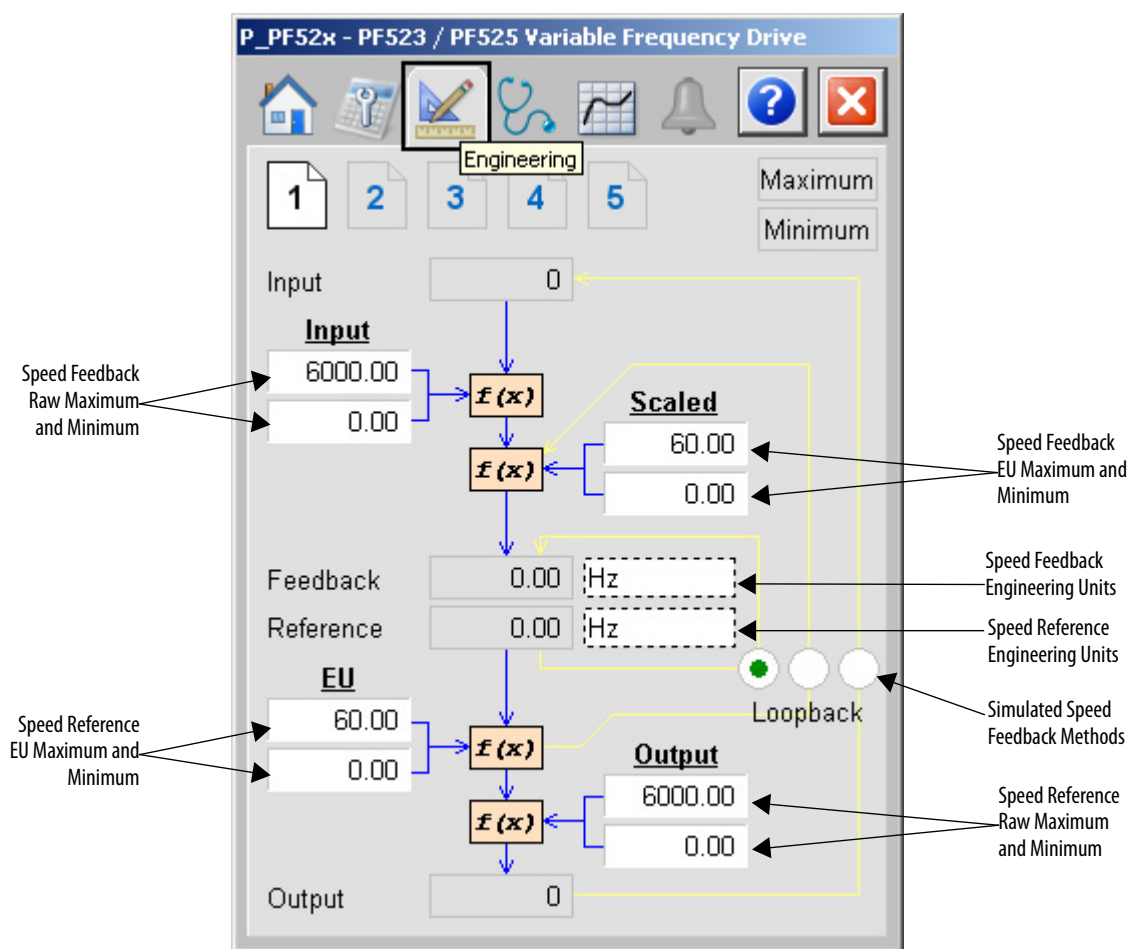 P_PF52x - PF523 / PF525 Variable Frequency Drive
Engineering
1 2 3 4 5
Maximum
Minimum
Input 0
Input
6000.00
0.00
f(x)
f(x)
Scaled
60.00
0.00
Speed Feedback
Raw Maximum
and Minimum
Speed Feedback
EU Maximum and
Minimum
Feedback 0.00 Hz
Reference 0.00 Hz
Speed Feedback
Engineering Units
Speed Reference
Engineering Units
Loopback
Simulated Speed
Feedback Methods
EU
60.00
0.00
f(x)
f(x)
Output
6000.00
0.00
Speed Reference
EU Maximum and
Minimum
Speed Reference
Raw Maximum
and Minimum
Output 0